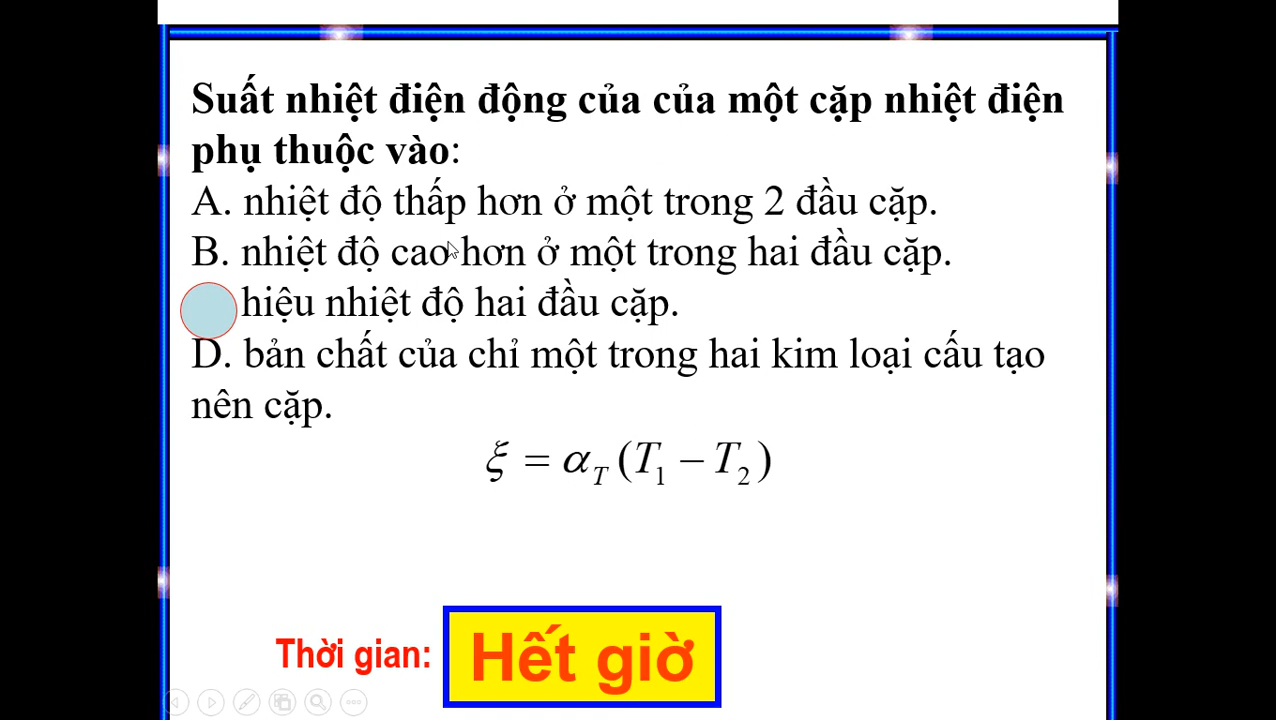 Suất nhiệt điện động của của một cặp nhiệt điện
phụ thuộc vào:
A. nhiệt độ thấp hơn ở một trong 2 đầu cặp.
B. nhiệt độ cao hơn ở một trong hai đầu cặp.
hiệu nhiệt độ hai đầu cặp.
D. bản chất của chỉ một trong hai kim loại cấu tạo
nên cặp.
ξ = α_T (T₁ − T₂)
Thời gian: Hết giờ